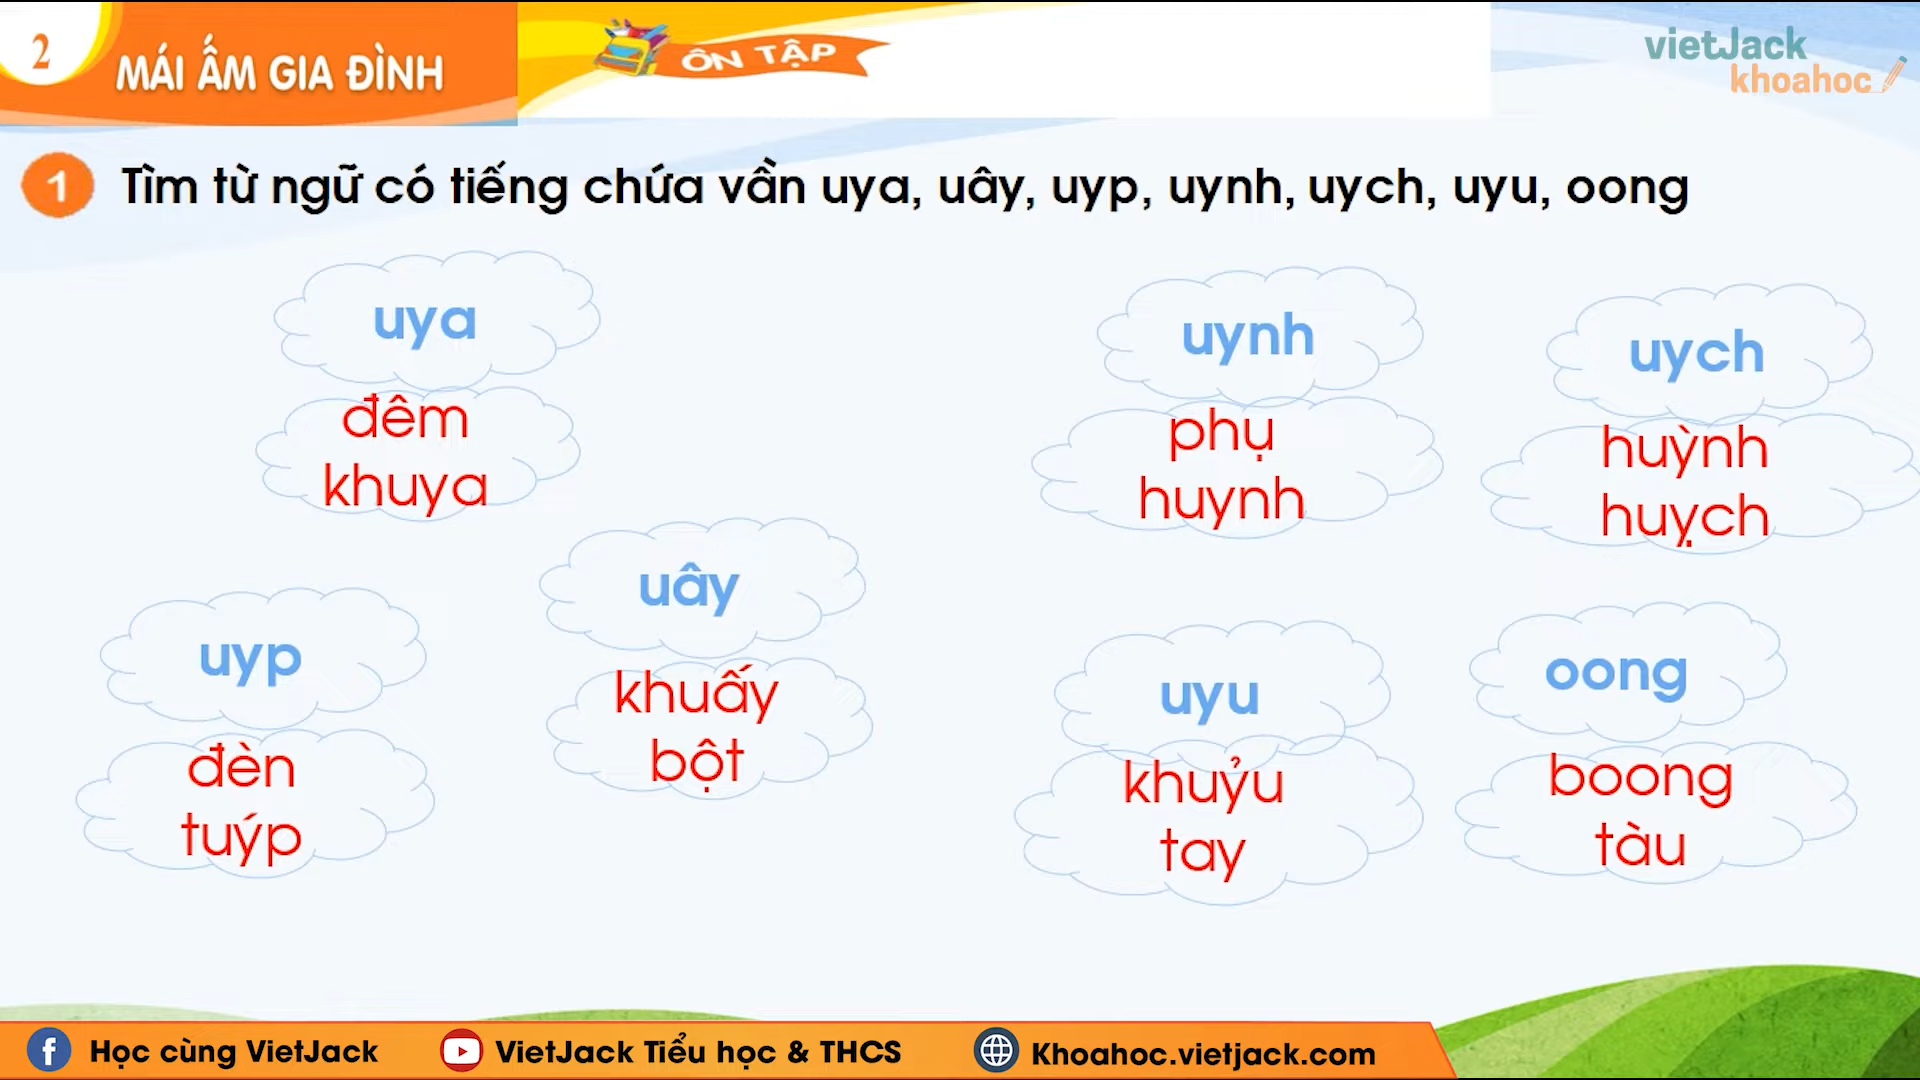 2
MÁI ẤM GIA ĐÌNH
ÔN TẬP
vietJack
khoahoc
1
Tìm từ ngữ có tiếng chứa vần uya, uây, uyp, uynh, uych, uyu, oong
uya
đêm
khuya
uynh
phụ
huynh
uych
huỳnh
huỵch
uyp
đèn
tuýp
uây
khuấy
bột
uyu
khuỷu
tay
oong
boong
tàu
Học cùng VietJack
VietJack Tiểu học & THCS
Khoahoc.vietjack.com